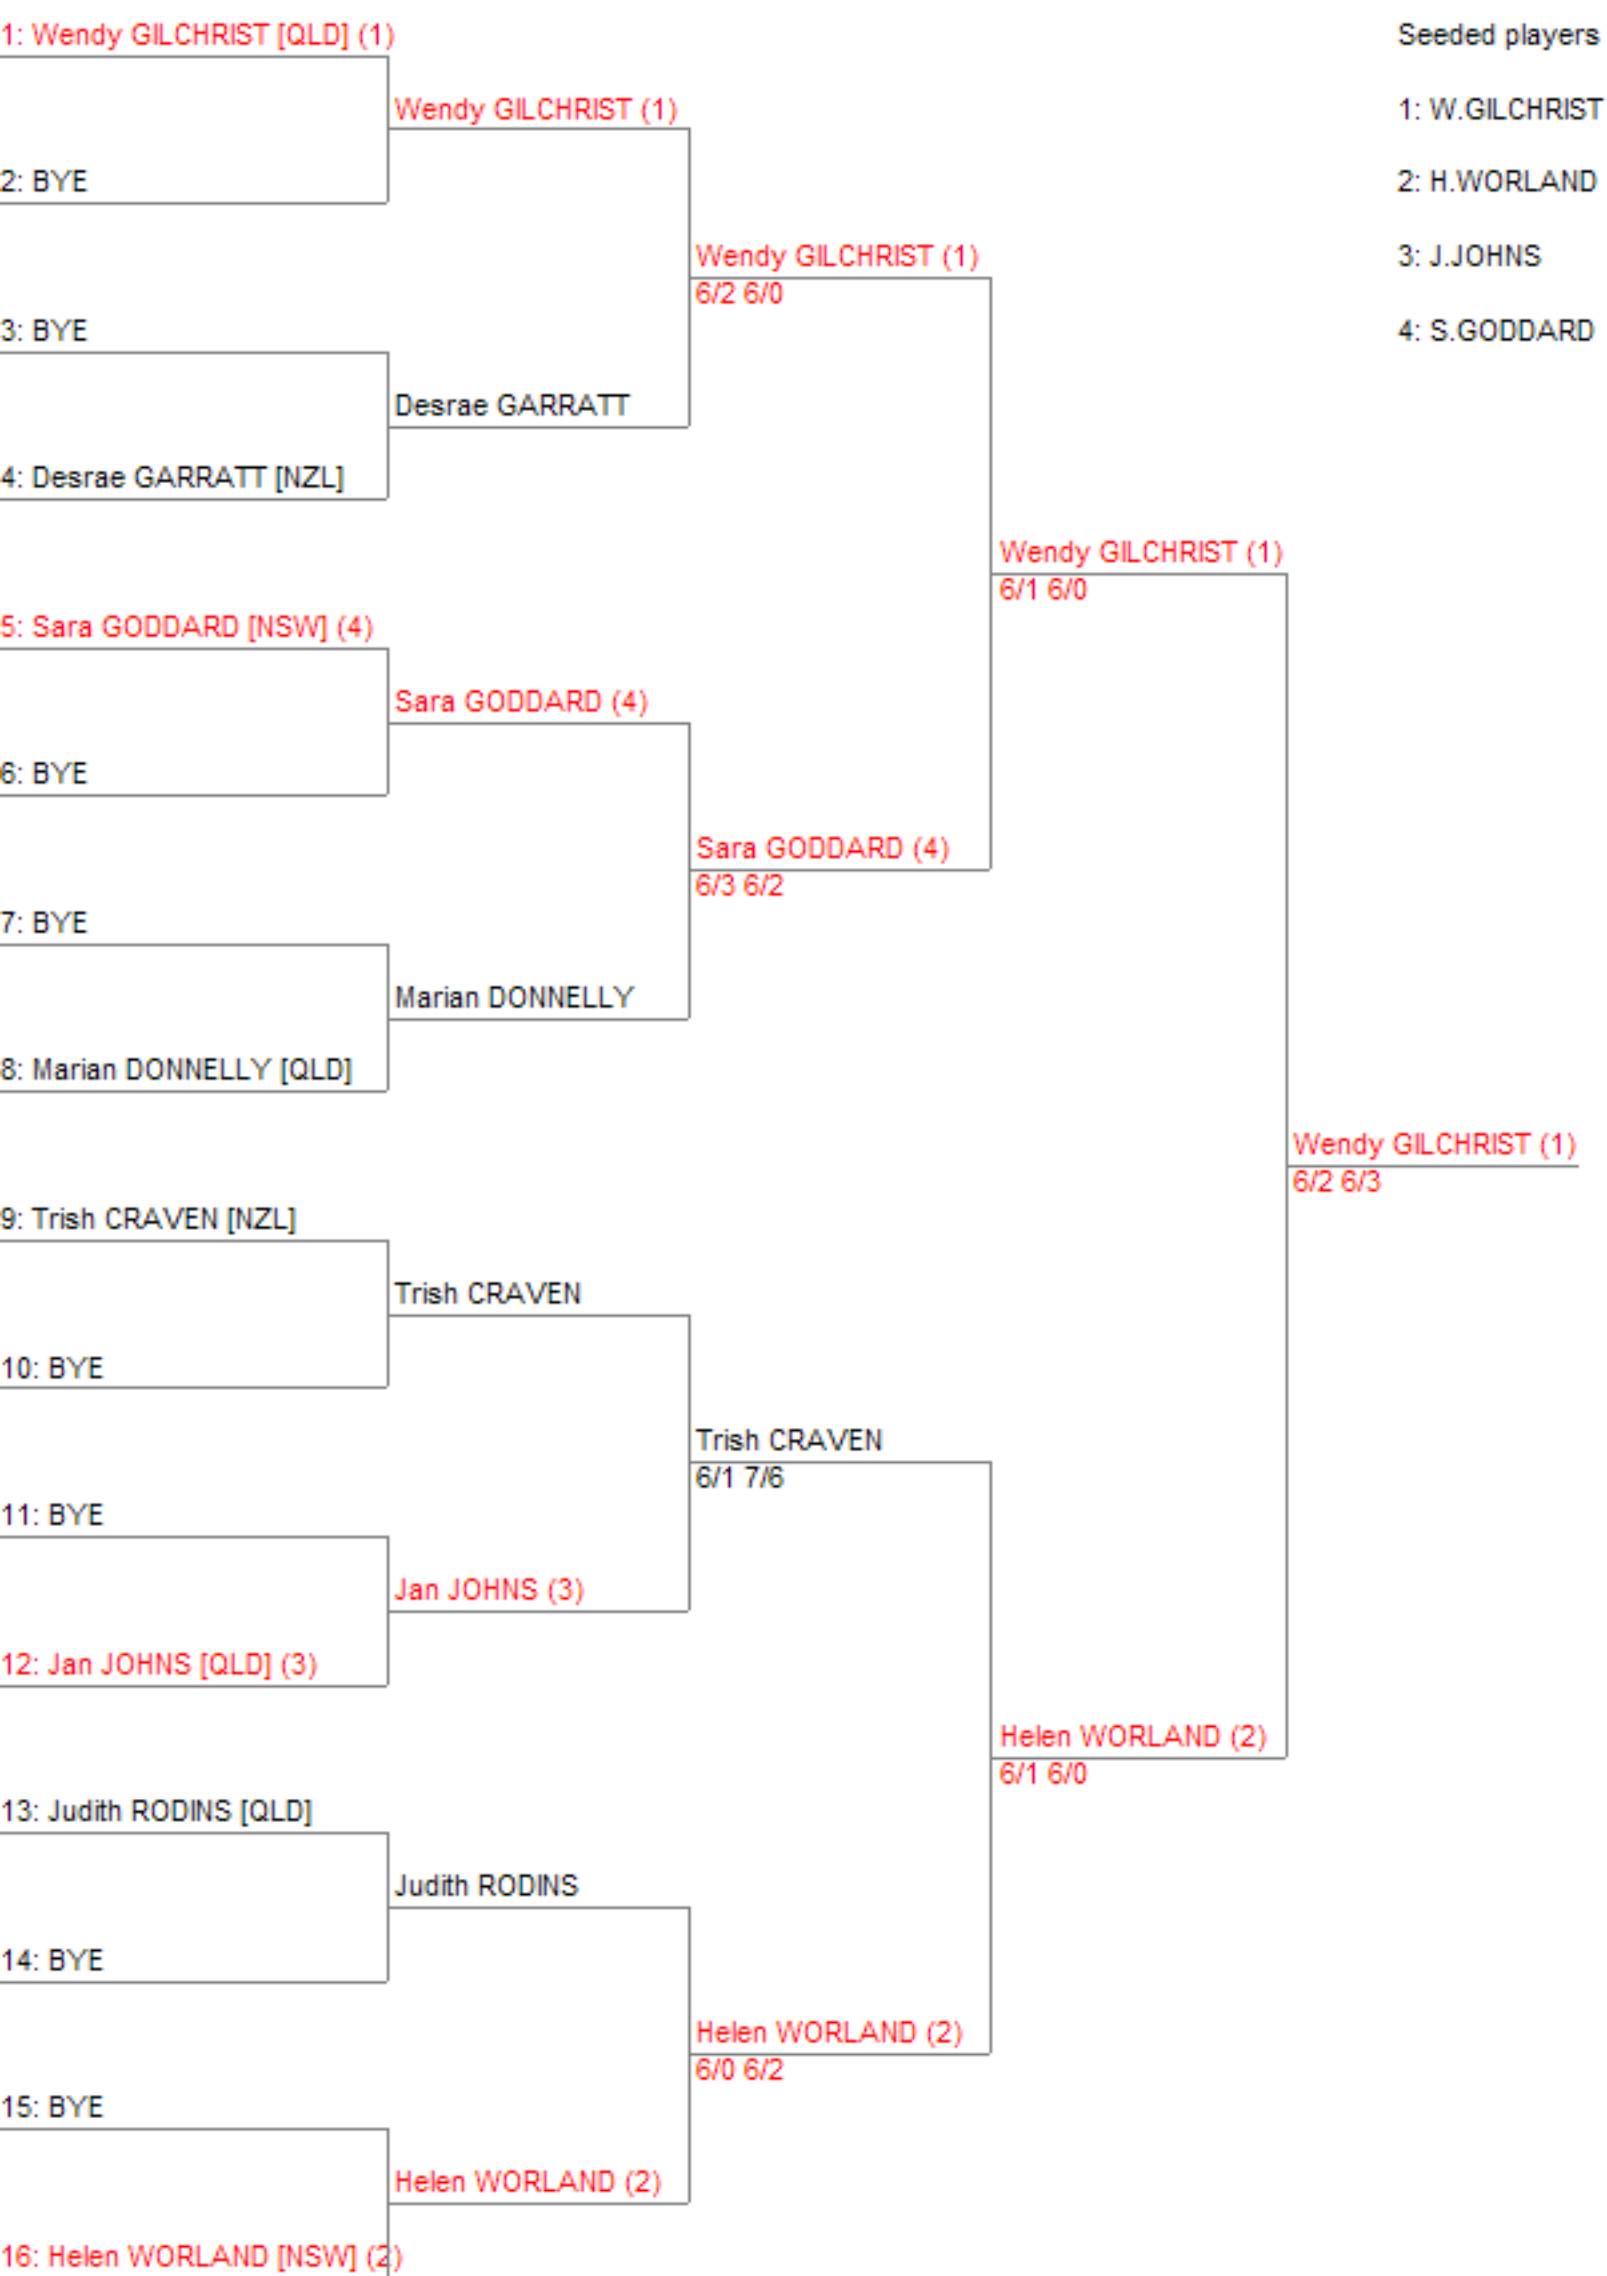 1: Wendy GILCHRIST [QLD] (1)
Seeded players
Wendy GILCHRIST (1)
1: W.GILCHRIST
2: BYE
2: H.WORLAND
Wendy GILCHRIST (1)
6/2 6/0
3: J.JOHNS
3: BYE
4: S.GODDARD
Desrae GARRATT
4: Desrae GARRATT [NZL]
Wendy GILCHRIST (1)
6/1 6/0
5: Sara GODDARD [NSW] (4)
Sara GODDARD (4)
6: BYE
Sara GODDARD (4)
6/3 6/2
7: BYE
Marian DONNELLY
8: Marian DONNELLY [QLD]
Wendy GILCHRIST (1)
6/2 6/3
9: Trish CRAVEN [NZL]
Trish CRAVEN
10: BYE
Trish CRAVEN
6/1 7/6
11: BYE
Jan JOHNS (3)
12: Jan JOHNS [QLD] (3)
Helen WORLAND (2)
6/1 6/0
13: Judith RODINS [QLD]
Judith RODINS
14: BYE
Helen WORLAND (2)
6/0 6/2
15: BYE
Helen WORLAND (2)
16: Helen WORLAND [NSW] (2)